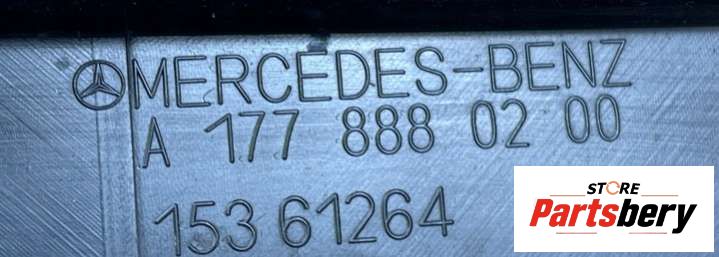 MERCEDES-BENZ
A 177 888 02 00
153 61264
STORE
Partsbery